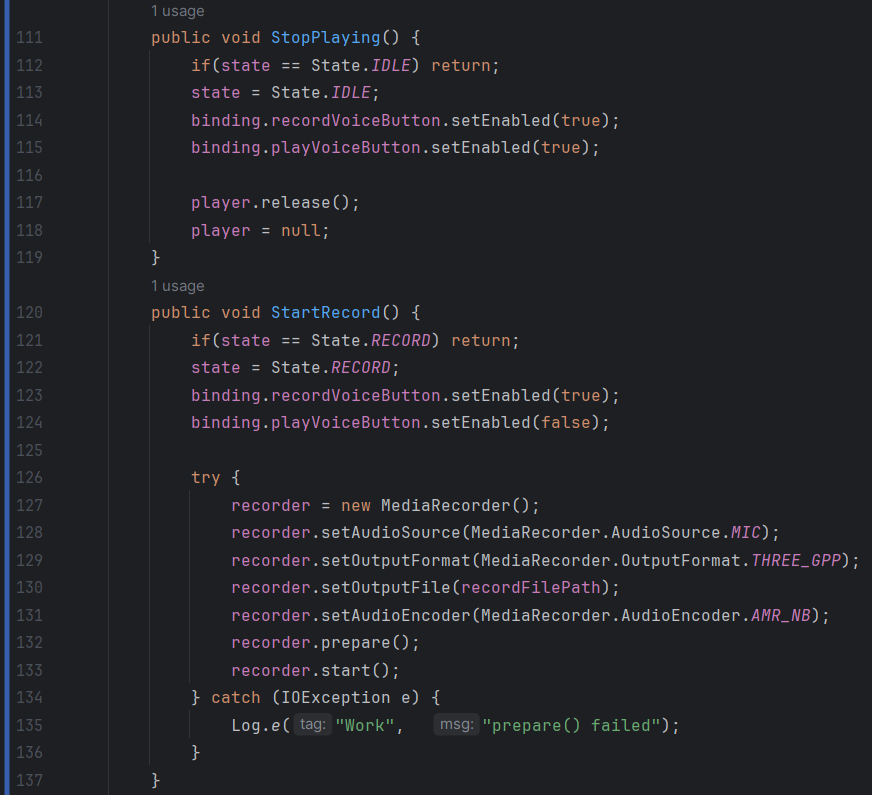 1 usage
111 public void StopPlaying() {
112 if(state == State.IDLE) return;
113 state = State.IDLE;
114 binding.recordVoiceButton.setEnabled(true);
115 binding.playVoiceButton.setEnabled(true);
116
117 player.release();
118 player = null;
119 }
1 usage
120 public void StartRecord() {
121 if(state == State.RECORD) return;
122 state = State.RECORD;
123 binding.recordVoiceButton.setEnabled(true);
124 binding.playVoiceButton.setEnabled(false);
125
126 try {
127 recorder = new MediaRecorder();
128 recorder.setAudioSource(MediaRecorder.AudioSource.MIC);
129 recorder.setOutputFormat(MediaRecorder.OutputFormat.THREE_GPP);
130 recorder.setOutputFile(recordFilePath);
131 recorder.setAudioEncoder(MediaRecorder.AudioEncoder.AMR_NB);
132 recorder.prepare();
133 recorder.start();
134 } catch (IOException e) {
135 Log.e( tag: "Work", msg: "prepare() failed");
136 }
137 }